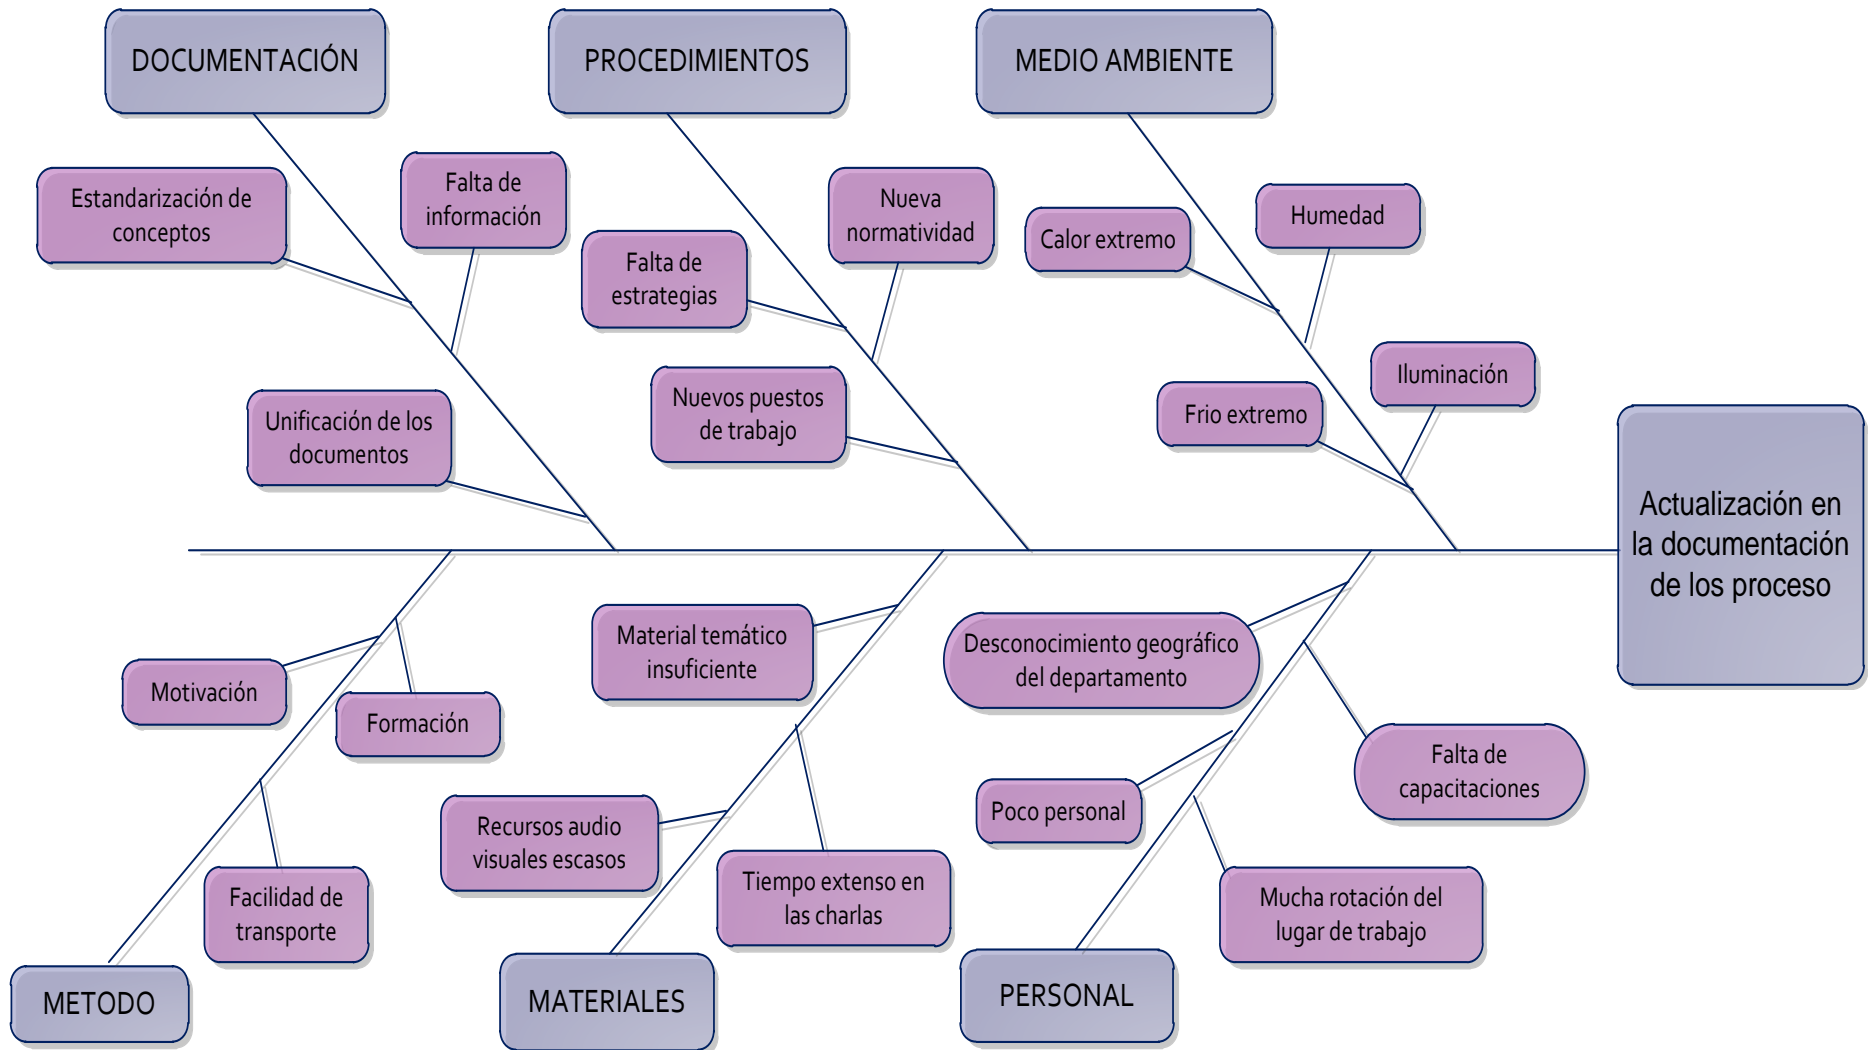 DOCUMENTACIÓN
PROCEDIMIENTOS
MEDIO AMBIENTE
Estandarización de
conceptos
Falta de
información
Unificación de los
documentos
Falta de
estrategias
Nueva
normatividad
Nuevos puestos
de trabajo
Calor extremo
Humedad
Frio extremo
Iluminación
Actualización en
la documentación
de los proceso
Motivación
Formación
Facilidad de
transporte
METODO
Material temático
insuficiente
Recursos audio
visuales escasos
Tiempo extenso en
las charlas
MATERIALES
Desconocimiento geográfico
del departamento
Falta de
capacitaciones
Poco personal
Mucha rotación del
lugar de trabajo
PERSONAL